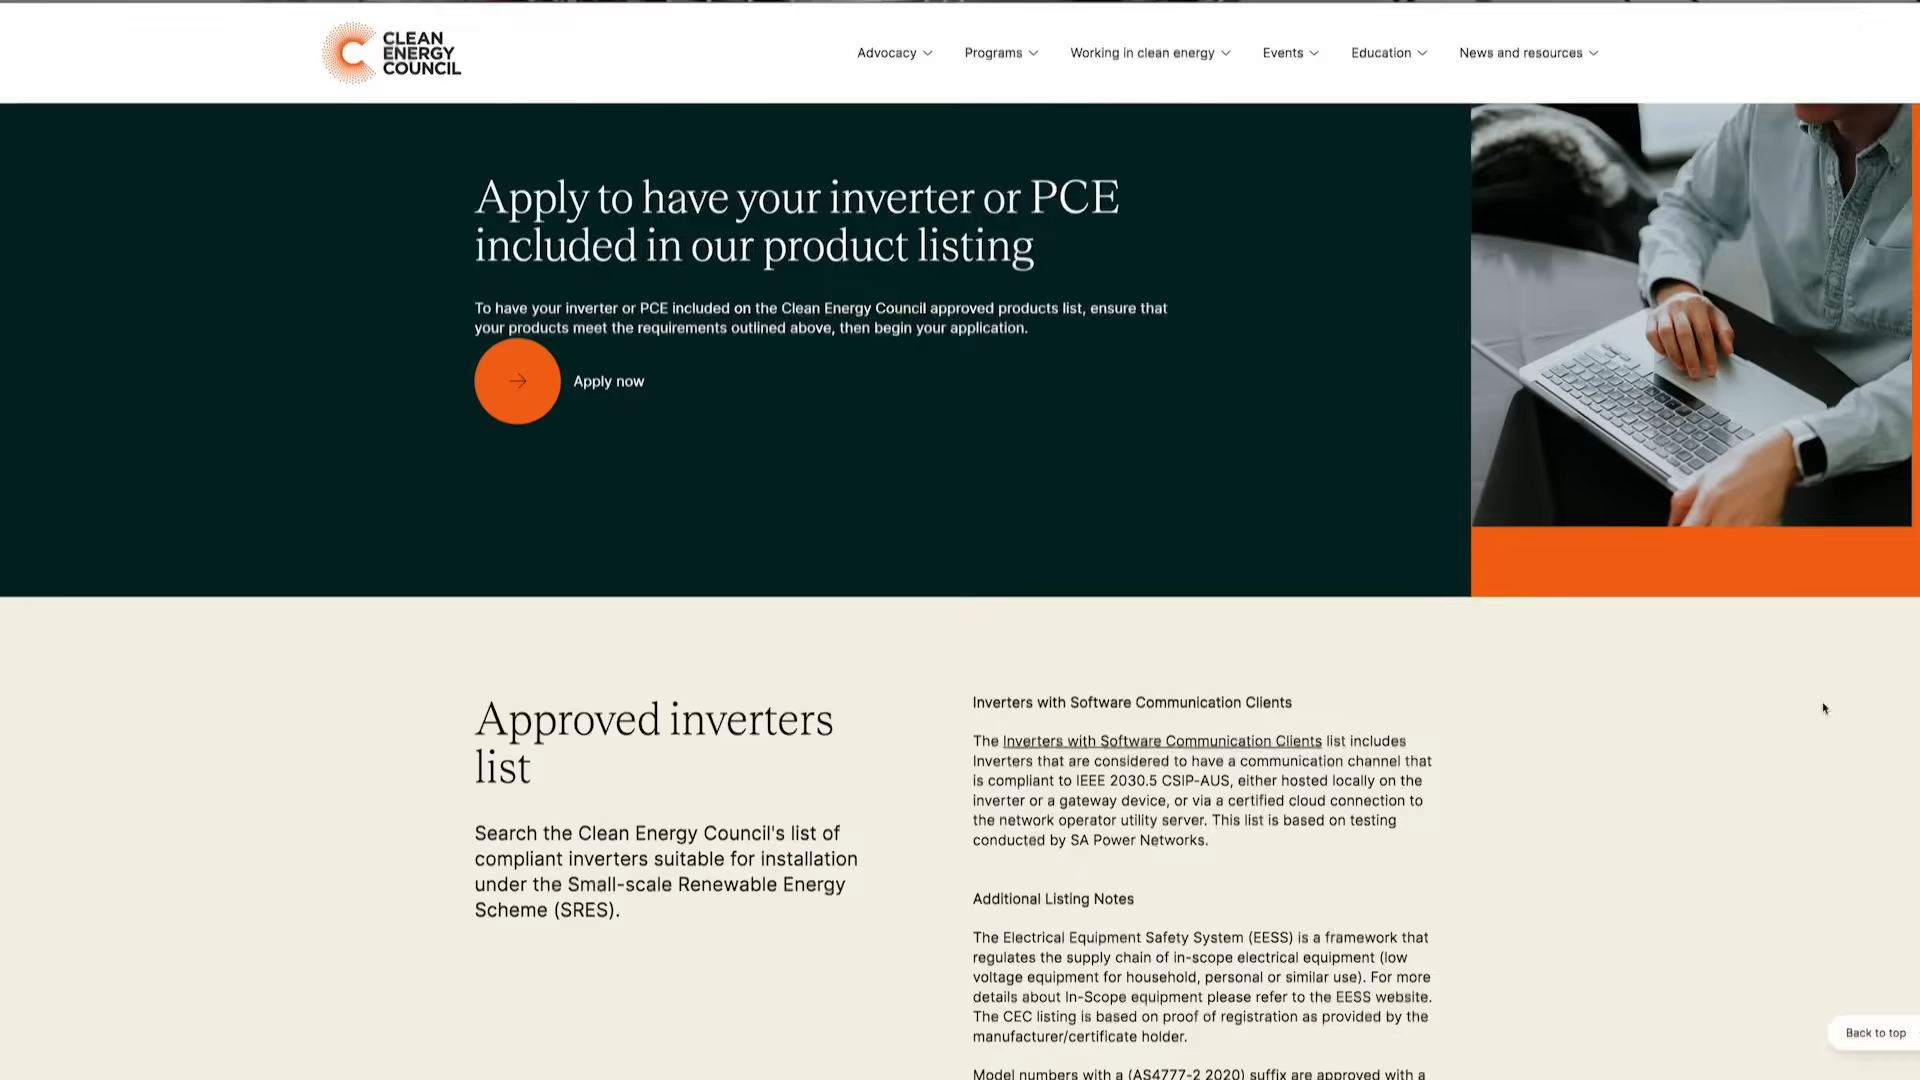 CLEAN
ENERGY
COUNCIL
Advocacy
Programs
Working in clean energy
Events
Education
News and resources
Apply to have your inverter or PCE
included in our product listing
To have your inverter or PCE included on the Clean Energy Council approved products list, ensure that
your products meet the requirements outlined above, then begin your application.
Apply now
Approved inverters
list
Search the Clean Energy Council's list of
compliant inverters suitable for installation
under the Small-scale Renewable Energy
Scheme (SRES).
Inverters with Software Communication Clients
The Inverters with Software Communication Clients list includes
Inverters that are considered to have a communication channel that
is compliant to IEEE 2030.5 CSIP-AUS, either hosted locally on the
inverter or a gateway device, or via a certified cloud connection to
the network operator utility server. This list is based on testing
conducted by SA Power Networks.
Additional Listing Notes
The Electrical Equipment Safety System (EESS) is a framework that
regulates the supply chain of in-scope electrical equipment (low
voltage equipment for household, personal or similar use). For more
details about In-Scope equipment please refer to the EESS website.
The CEC listing is based on proof of registration as provided by the
manufacturer/certificate holder.
Model numbers with a (AS4777-2 2020) suffix are approved with a
Back to top